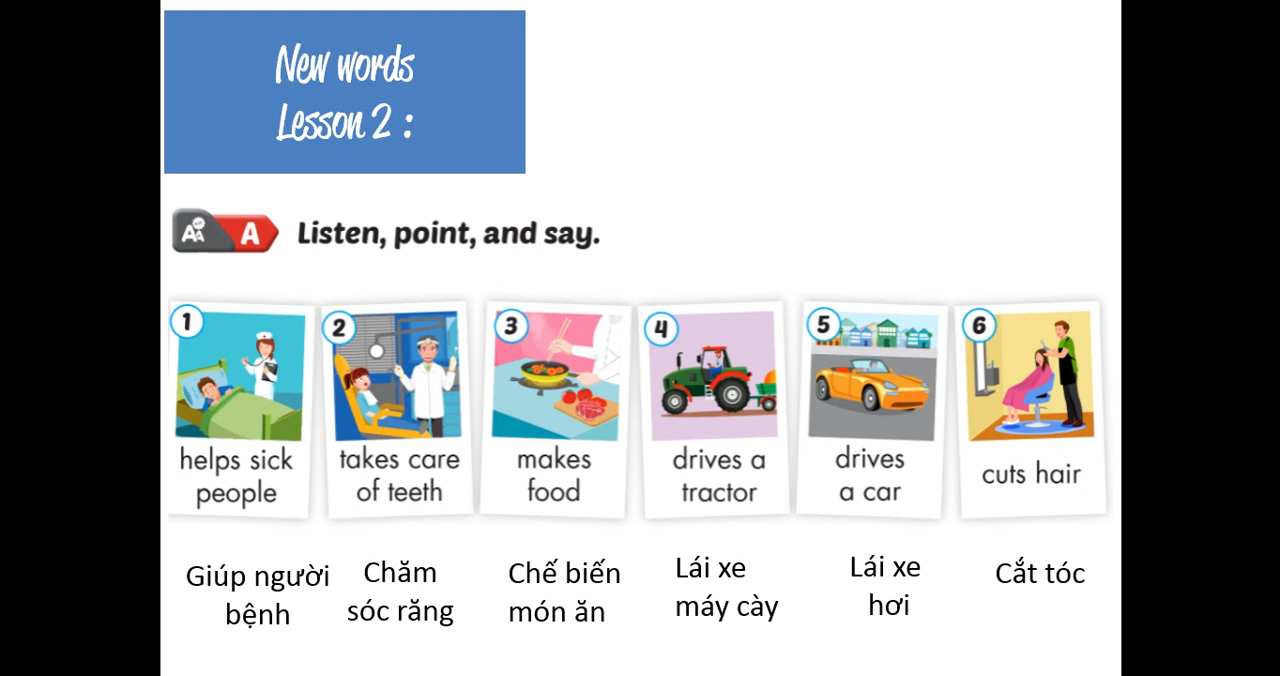 New words
Lesson 2 :
A Listen, point, and say.
1
helps sick
people
2
takes care
of teeth
3
makes
food
4
drives a
tractor
5
drives
a car
6
cuts hair
Giúp người
bệnh
Chăm
sóc răng
Chế biến
món ăn
Lái xe
máy cày
Lái xe
hơi
Cắt tóc